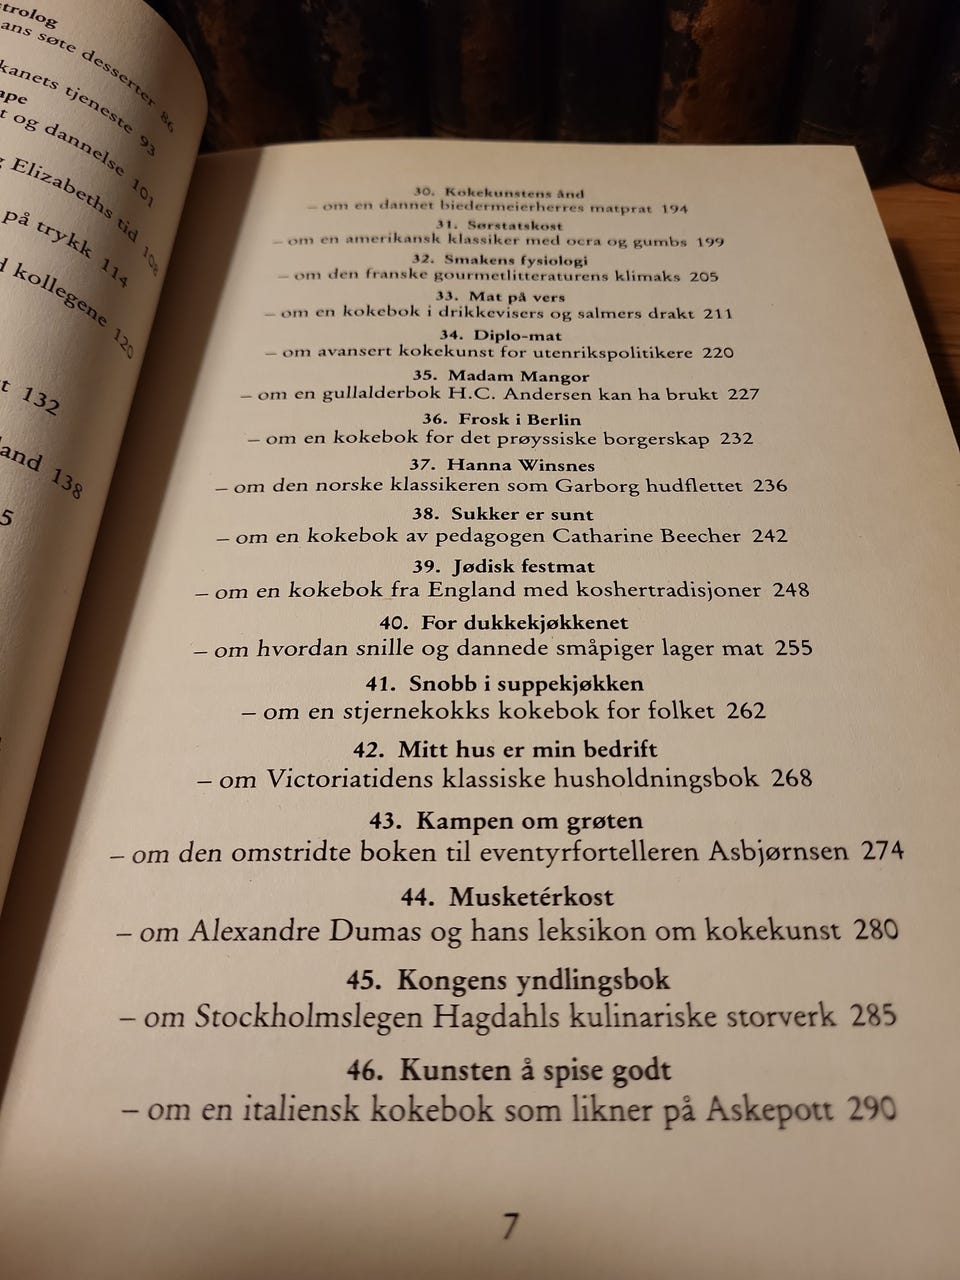 trolog
ans søte desserter 86
kanets tjeneste 93
ape
t og dannelse 101
g Elizabeths tid 108
på trykk 114
d kollegene 120
t 132
land 138
5
30. Kokekunstens ånd
– om en dannet biedermeierherres matprat 194
31. Sørstatskost
– om en amerikansk klassiker med ocra og gumbs 199
32. Smakens fysiologi
– om den franske gourmetlitteraturens klimaks 205
33. Mat på vers
– om en kokebok i drikkevisers og salmers drakt 211
34. Diplo-mat
– om avansert kokekunst for utenrikspolitikere 220
35. Madam Mangor
– om en gullalderbok H.C. Andersen kan ha brukt 227
36. Frosk i Berlin
– om en kokebok for det prøyssiske borgerskap 232
37. Hanna Winsnes
– om den norske klassikeren som Garborg hudflettet 236
38. Sukker er sunt
– om en kokebok av pedagogen Catharine Beecher 242
39. Jødisk festmat
– om en kokebok fra England med koshertradisjoner 248
40. For dukkekjøkkenet
– om hvordan snille og dannede småpiger lager mat 255
41. Snobb i suppekjøkken
– om en stjernekokks kokebok for folket 262
42. Mitt hus er min bedrift
– om Victoriatidens klassiske husholdningsbok 268
43. Kampen om grøten
– om den omstridte boken til eventyrfortelleren Asbjørnsen 274
44. Musketérkost
– om Alexandre Dumas og hans leksikon om kokekunst 280
45. Kongens yndlingsbok
– om Stockholmslegen Hagdahls kulinariske storverk 285
46. Kunsten å spise godt
– om en italiensk kokebok som likner på Askepott 290
7